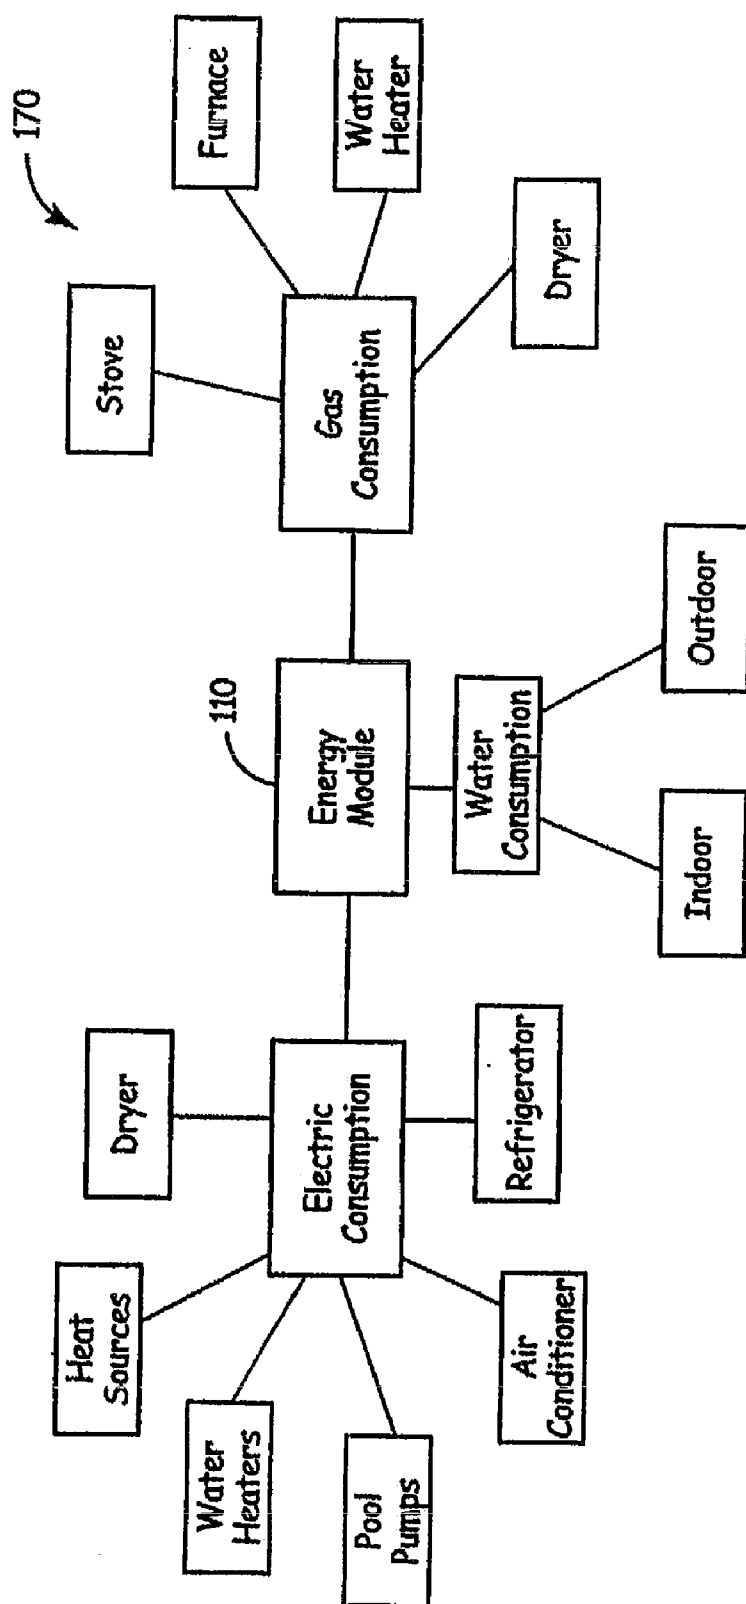 170
Stove
Furnace
Water
Heater
Dryer
Gas
Consumption
110
Energy
Module
Water
Consumption
Outdoor
Indoor
Dryer
Electric
Consumption
Refrigerator
Heat
Sources
Water
Heaters
Pool
Pumps
Air
Conditioner